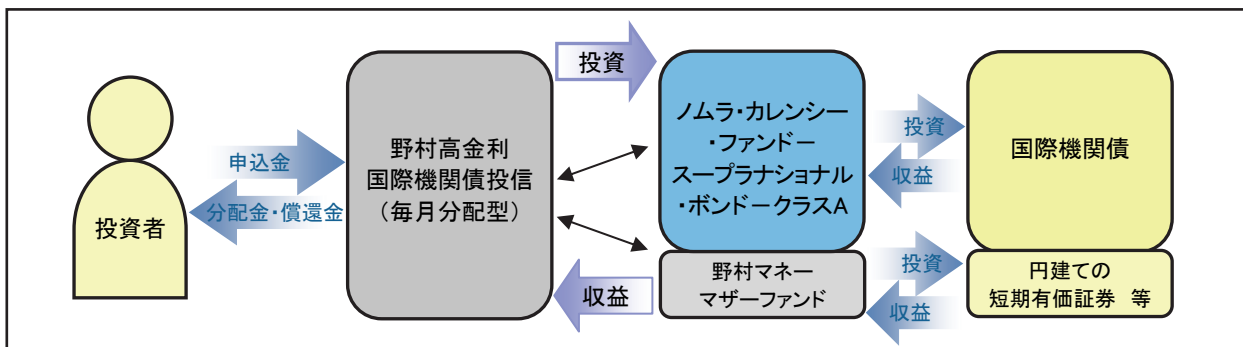 投資者
申込金
分配金・償還金
野村高金利
国際機関債投信
（毎月分配型）
投資
収益
ノムラ・カレンシー
・ファンドー
スープラナショナル
・ボンドークラスA
野村マネー
マザーファンド
投資
収益
投資
収益
国際機関債
円建ての
短期有価証券 等